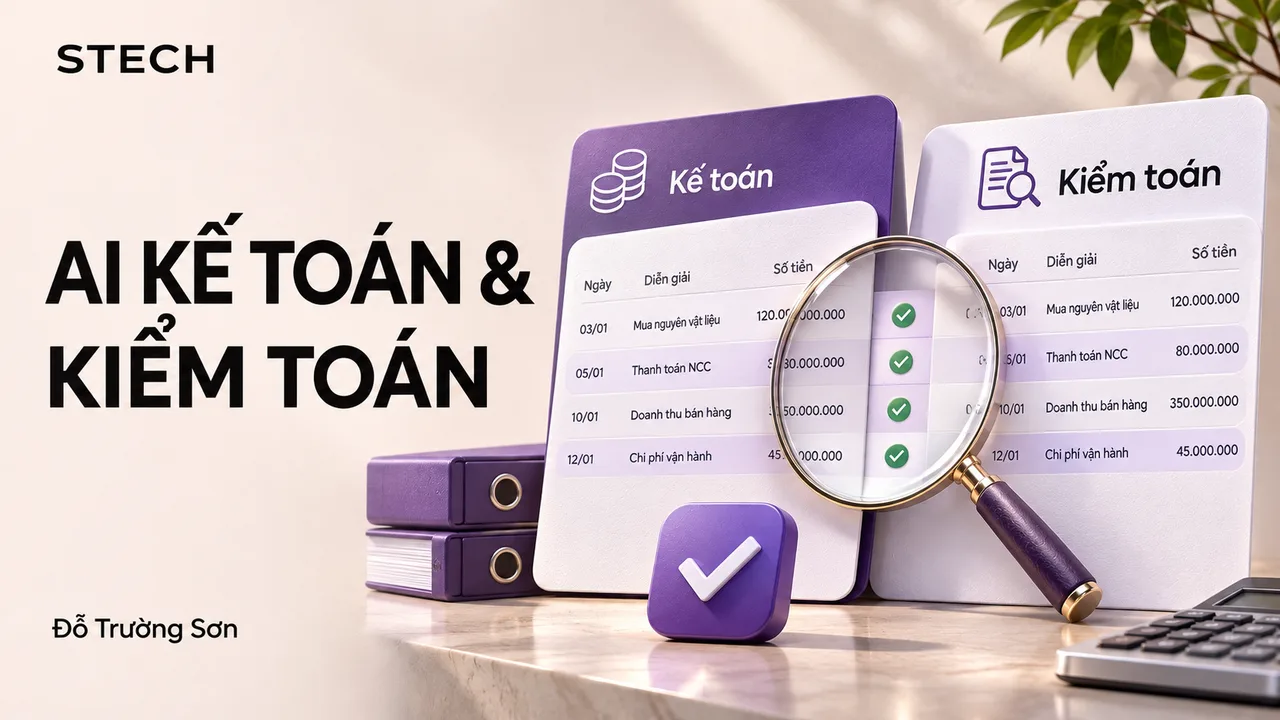 STECH
AI KẾ TOÁN &
KIỂM TOÁN
Đỗ Trường Sơn
Kế toán
Ngày Diễn giải Số tiền
03/01 Mua nguyên vật liệu
05/01 Thanh toán NCC
10/01 Doanh thu bán hàng
12/01 Chi phí vận hành
Kiểm toán
Ngày Diễn giải Số tiền
03/01 Mua nguyên vật liệu 120.000.000
Thanh toán NCC 80.000.000
Doanh thu bán hàng 350.000.000
12/01 Chi phí vận hành 45.000.000